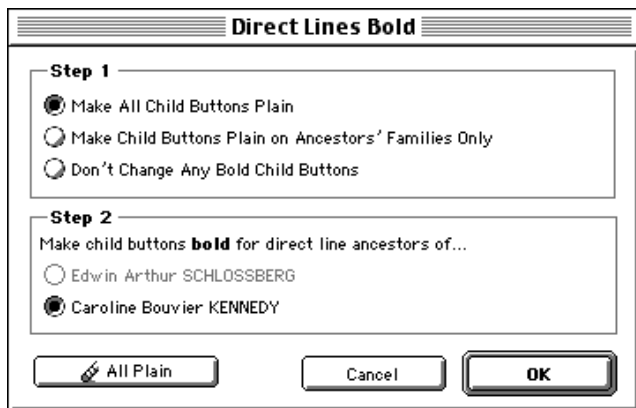 Direct Lines Bold
Step 1
Make All Child Buttons Plain
Make Child Buttons Plain on Ancestors' Families Only
Don't Change Any Bold Child Buttons
Step 2
Make child buttons bold for direct line ancestors of...
Edwin Arthur SCHLOSSBERG
Caroline Bouvier KENNEDY
All Plain Cancel OK